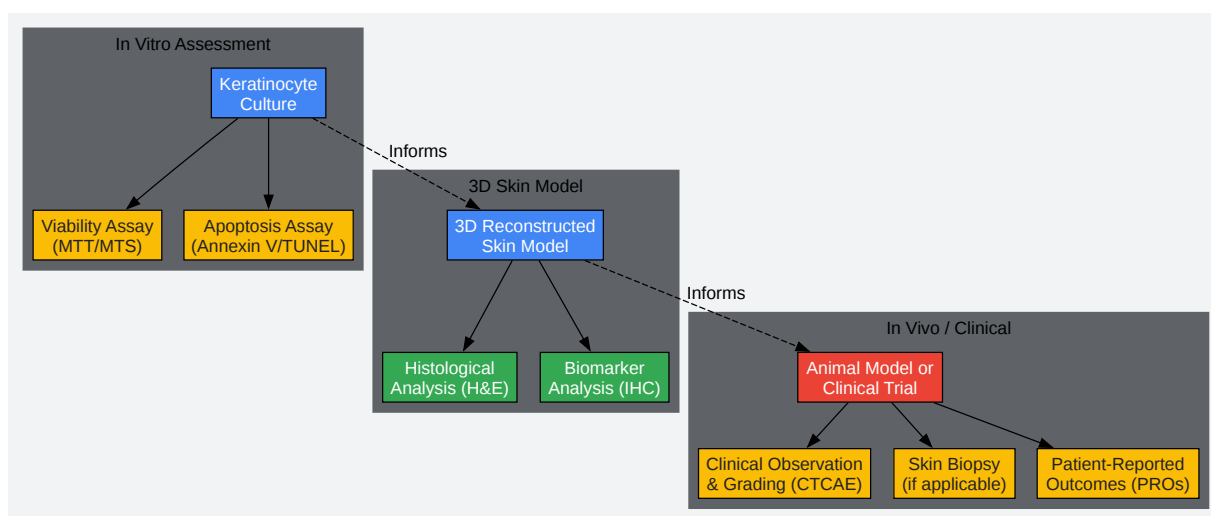 In Vitro Assessment
Keratinocyte
Culture
Viability Assay
(MTT/MTS)
Apoptosis Assay
(Annexin V/TUNEL)
Informs
3D Skin Model
3D Reconstructed
Skin Model
Histological
Analysis (H&E)
Biomarker
Analysis (IHC)
Informs
In Vivo / Clinical
Animal Model or
Clinical Trial
Clinical Observation
& Grading (CTCAE)
Skin Biopsy
(if applicable)
Patient-Reported
Outcomes (PROs)